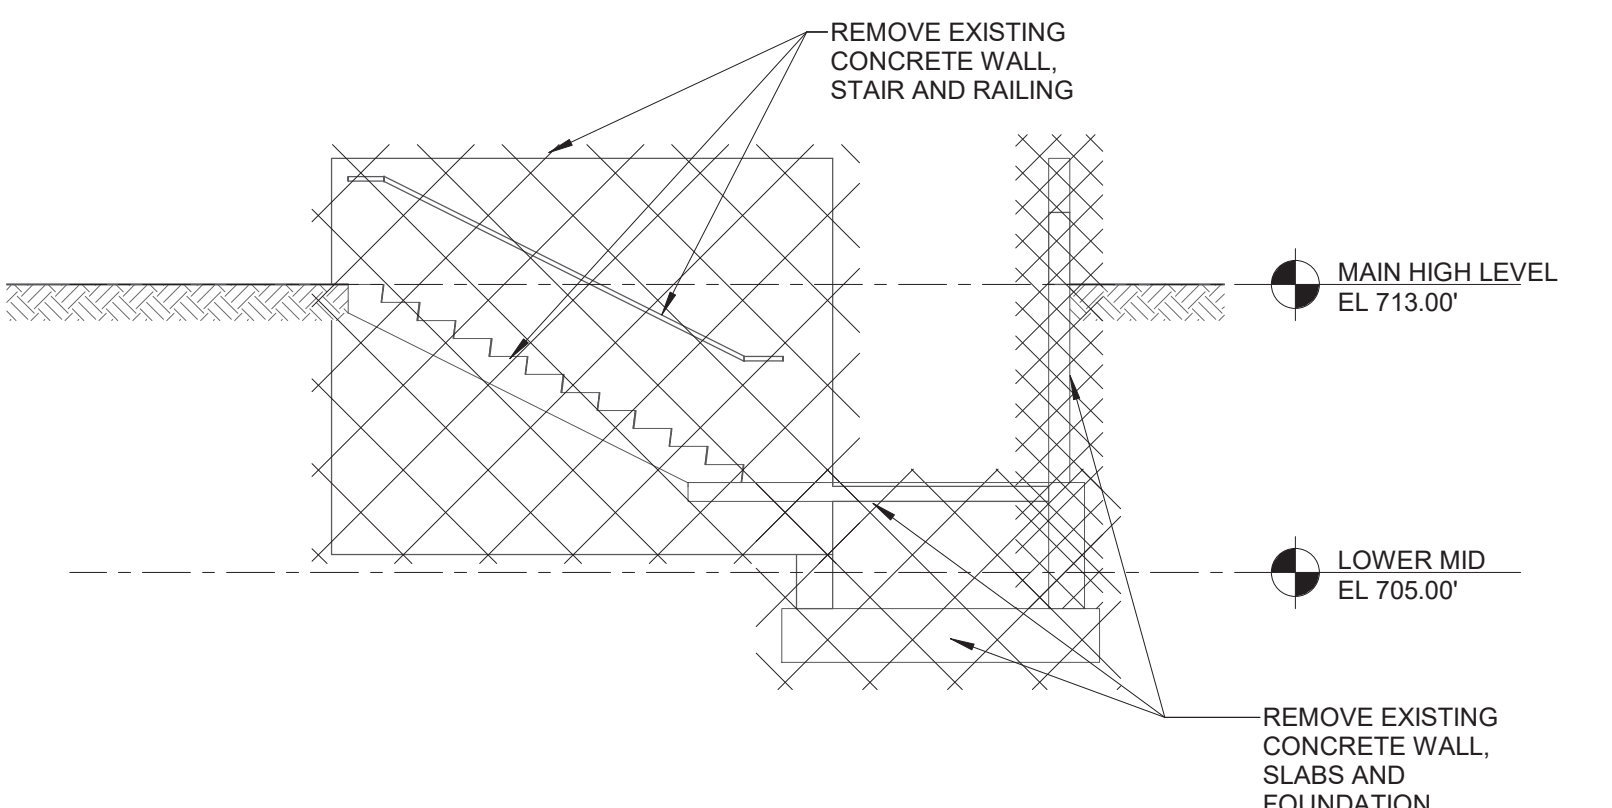 REMOVE EXISTING
CONCRETE WALL,
STAIR AND RAILING
MAIN HIGH LEVEL
EL 713.00'
LOWER MID
EL 705.00'
REMOVE EXISTING
CONCRETE WALL,
SLABS AND
FOUNDATION